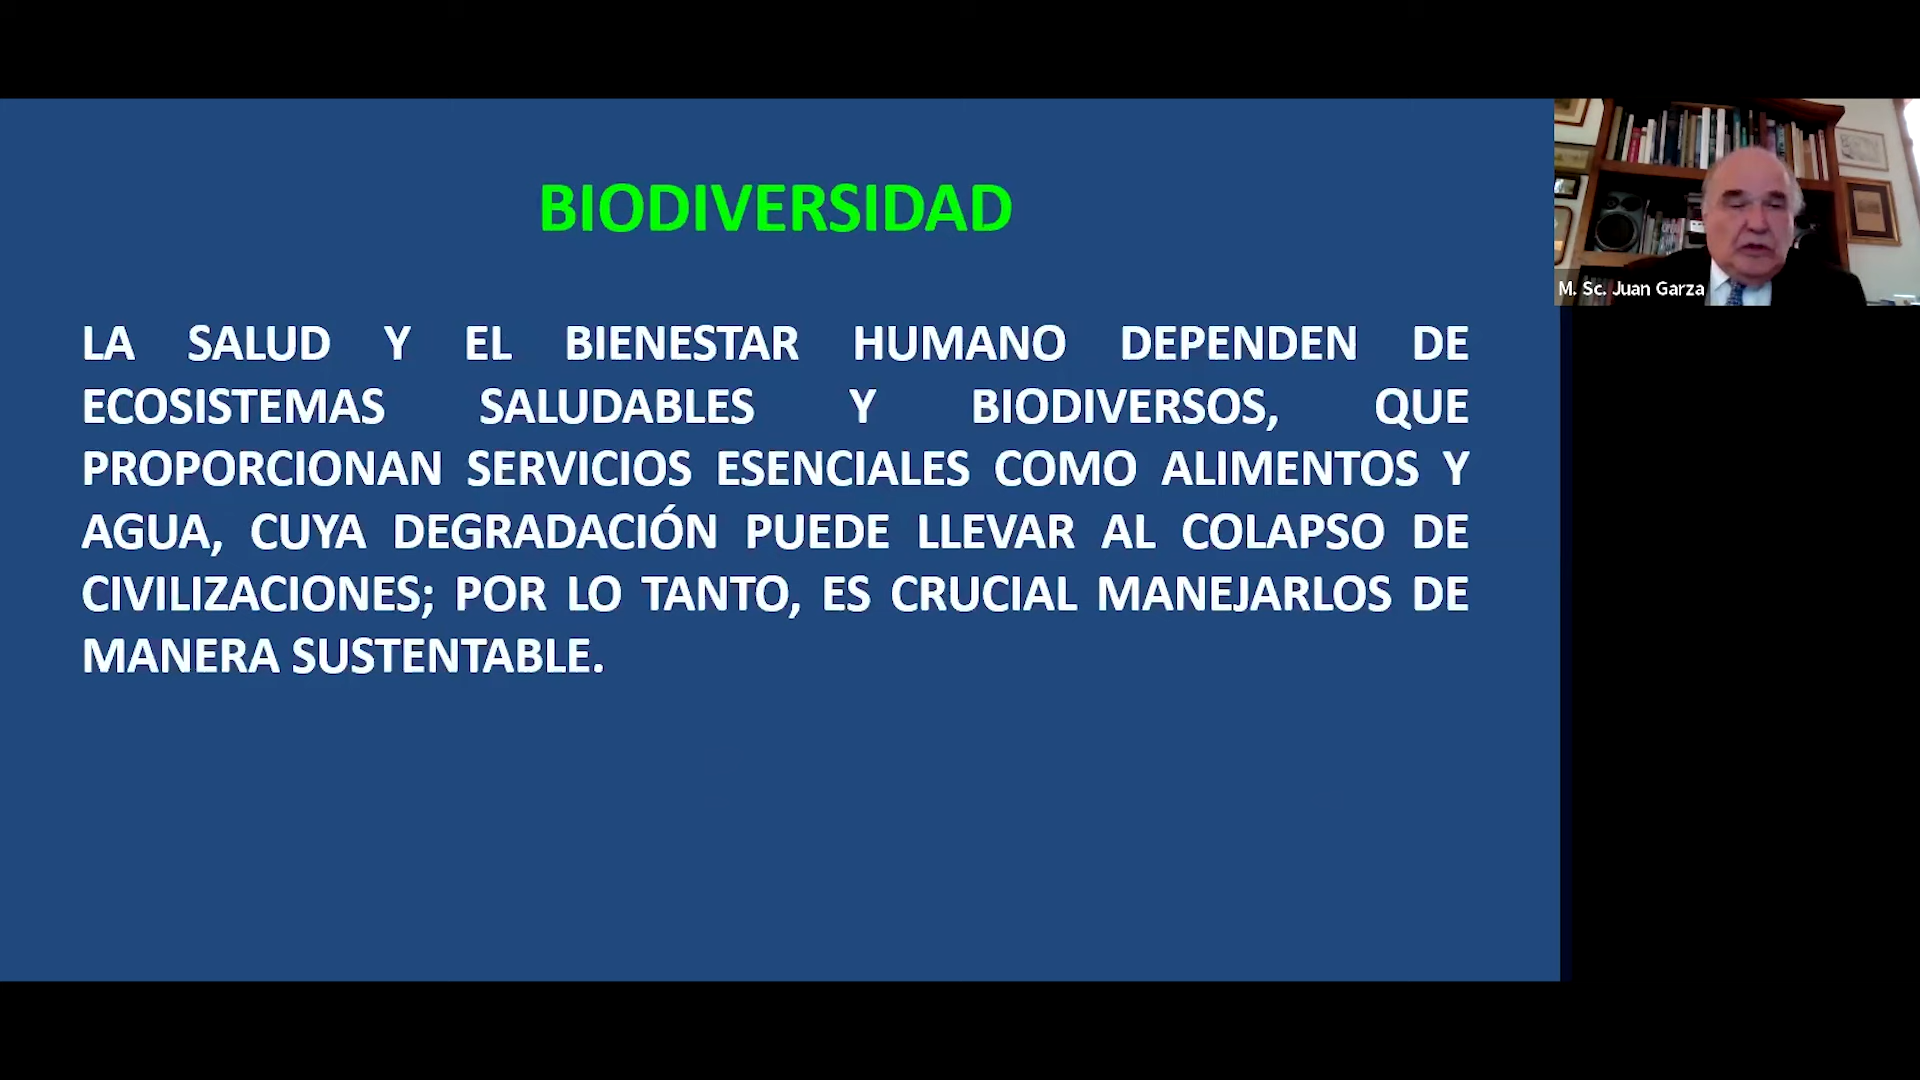 BIODIVERSIDAD
LA SALUD Y EL BIENESTAR HUMANO DEPENDEN DE
ECOSISTEMAS SALUDABLES Y BIODIVERSOS, QUE
PROPORCIONAN SERVICIOS ESENCIALES COMO ALIMENTOS Y
AGUA, CUYA DEGRADACIÓN PUEDE LLEVAR AL COLAPSO DE
CIVILIZACIONES; POR LO TANTO, ES CRUCIAL MANEJARLOS DE
MANERA SUSTENTABLE.
M. Sc. Juan Garza